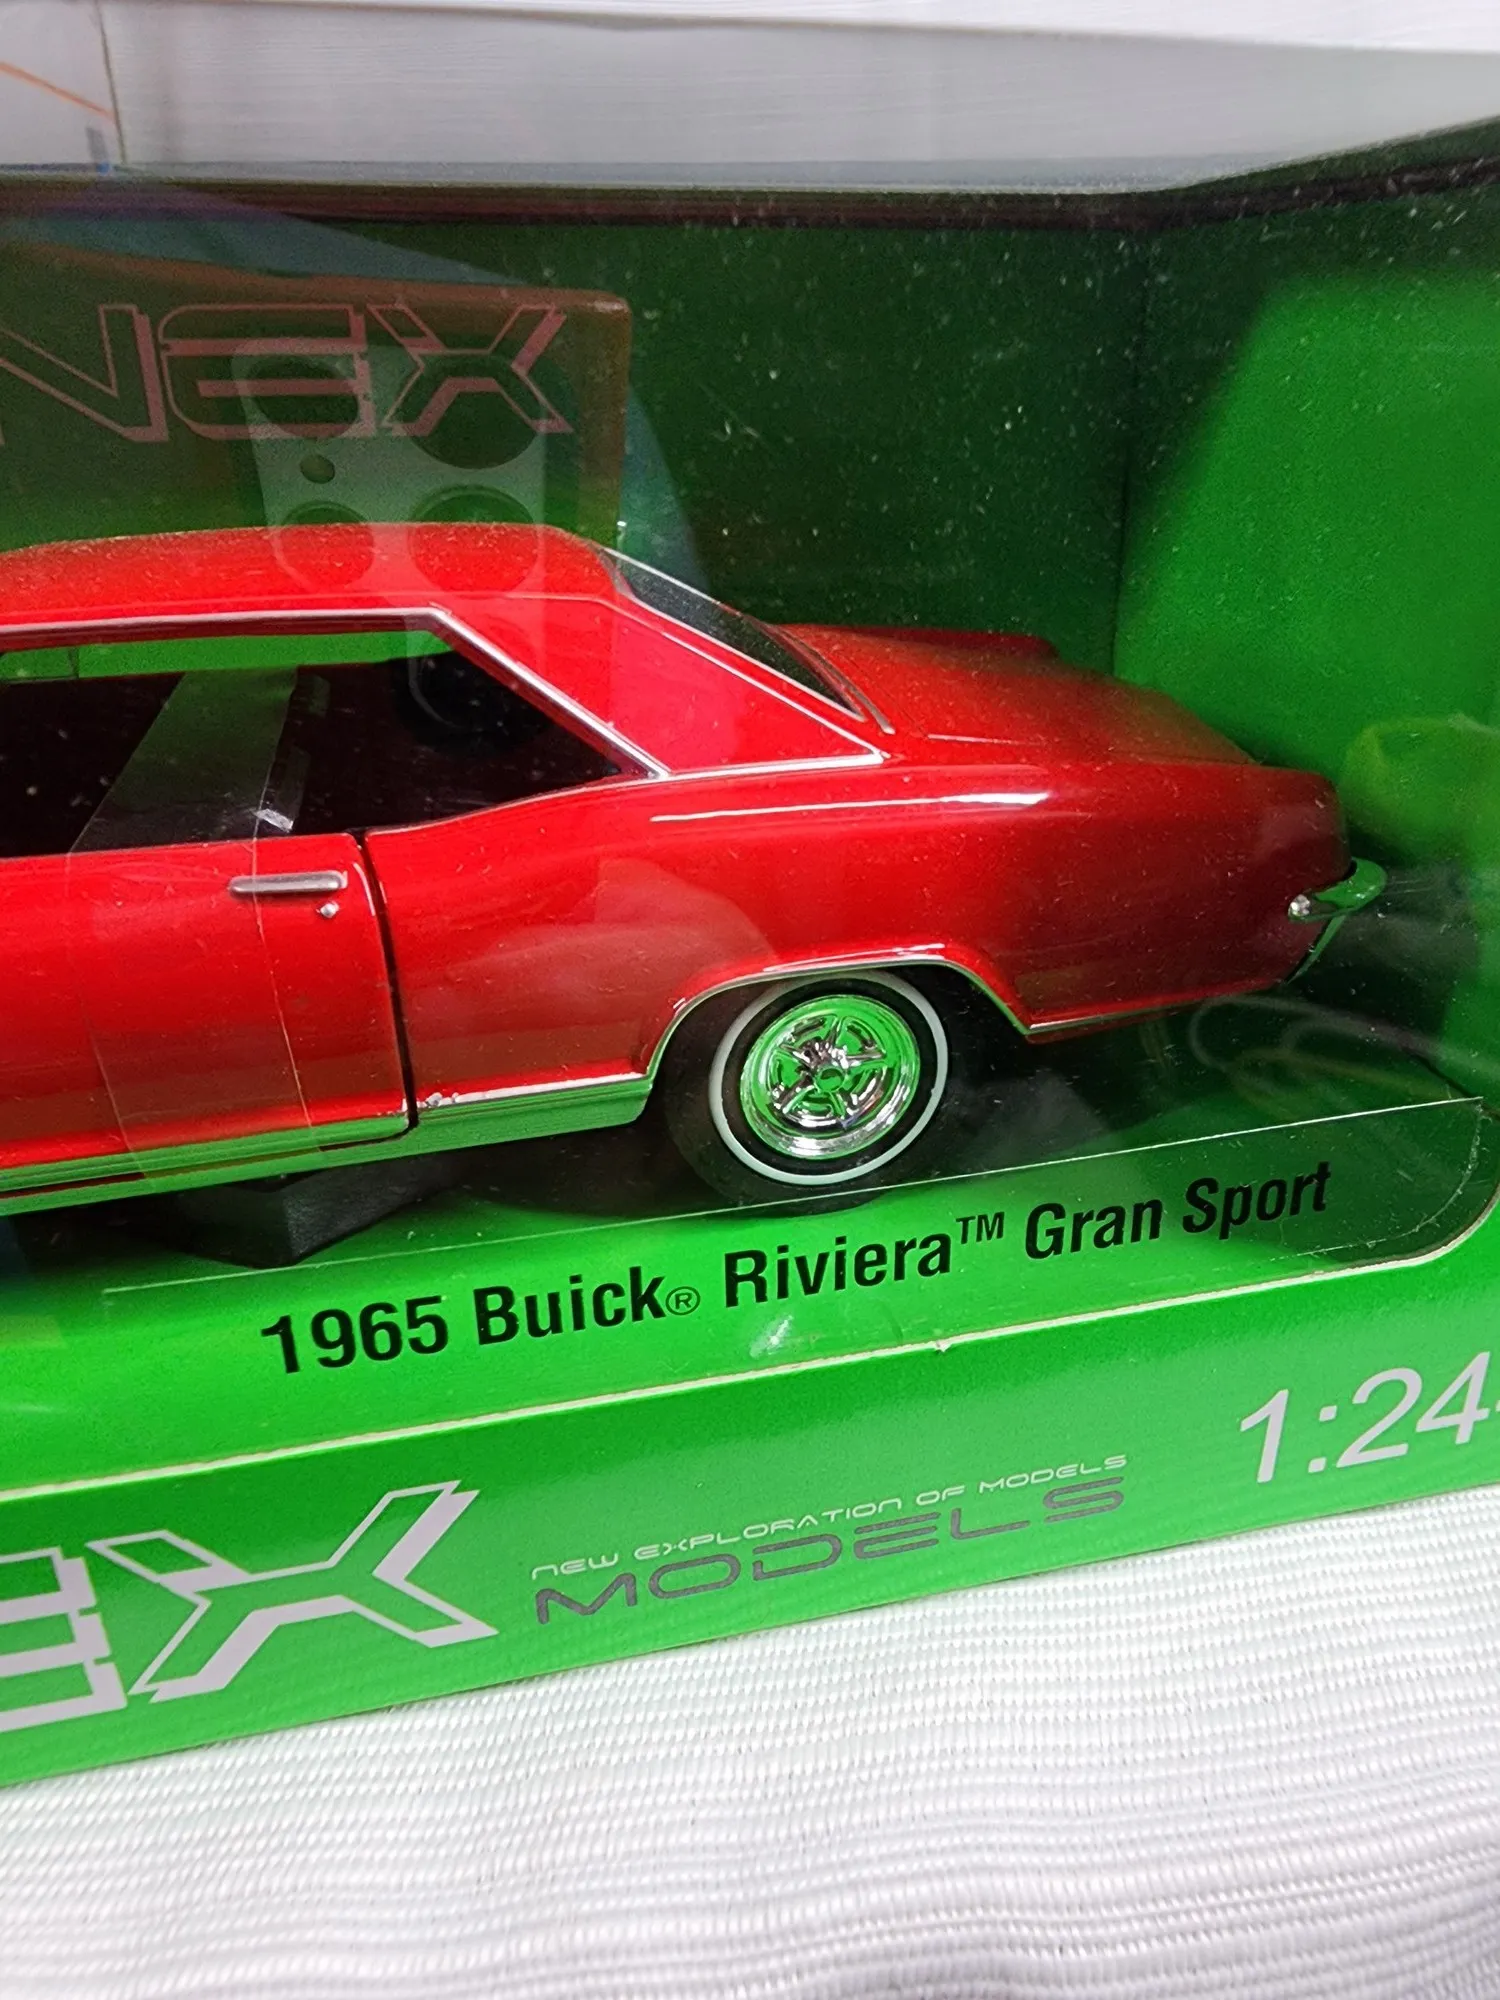 NEX
1965 Buick® Riviera™ Gran Sport
1:24
EX
NEW EXPLORATION OF MODELS
MODELS